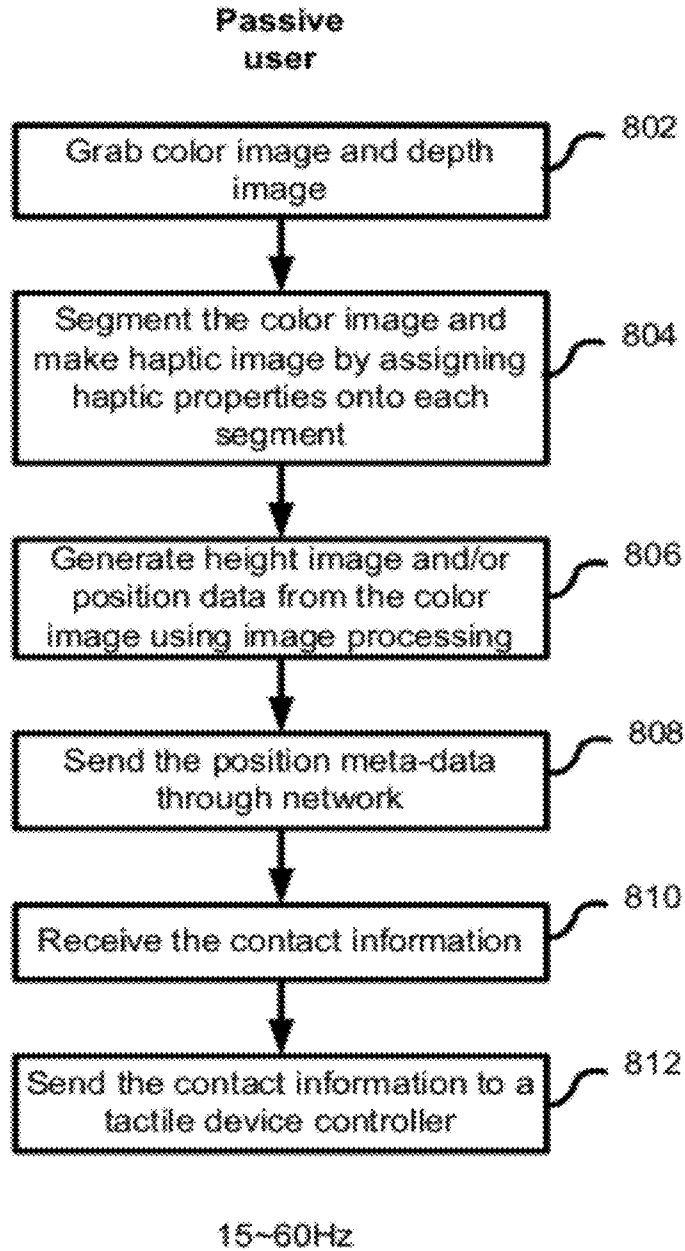 Passive
user
802
Grab color image and depth
image
804
Segment the color image and
make haptic image by assigning
haptic properties onto each
segment
806
Generate height image and/or
position data from the color
image using image processing
808
Send the position meta-data
through network
810
Receive the contact information
812
Send the contact information to a
tactile device controller
15~60Hz